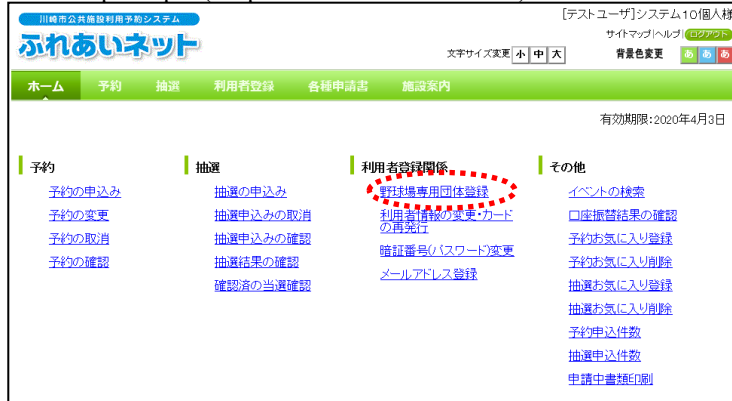 川崎市公共施設利用予約システム
ふれあいネット
[テストユーザ]システム10個人様
サイトマップ|ヘルプ|ログアウト
文字サイズ変更 小 中 大 背景色変更 あ あ あ
ホーム 予約 抽選 利用者登録 各種申請書 施設案内
有効期限:2020年4月3日
予約
予約の申込み
予約の変更
予約の取消
予約の確認
抽選
抽選の申込み
抽選申込みの取消
抽選申込みの確認
抽選結果の確認
確認済の当選確認
利用者登録関係
野球場専用団体登録
利用者情報の変更・カード
の再発行
暗証番号(パスワード)変更
メールアドレス登録
その他
イベントの検索
口座振替結果の確認
予約お気に入り登録
予約お気に入り削除
抽選お気に入り登録
抽選お気に入り削除
予約申込件数
抽選申込件数
申請中書類印刷